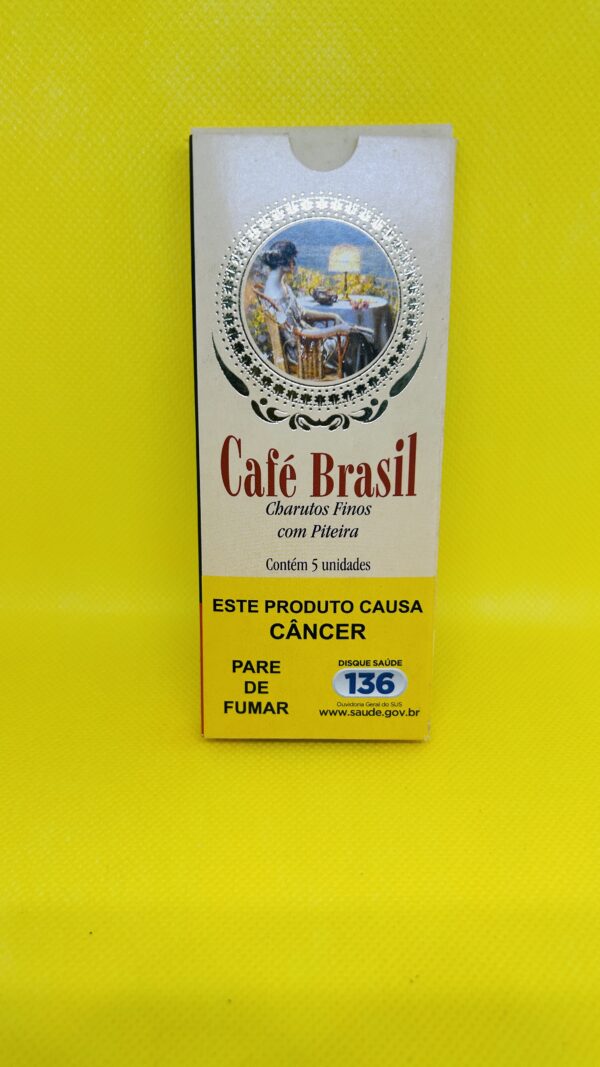 Café Brasil
Charutos Finos
com Piteira
Contém 5 unidades
ESTE PRODUTO CAUSA
CÂNCER
PARE
DE
FUMAR
DISQUE SAÚDE
136
Ouvidoria Geral do SUS
www.saude.gov.br